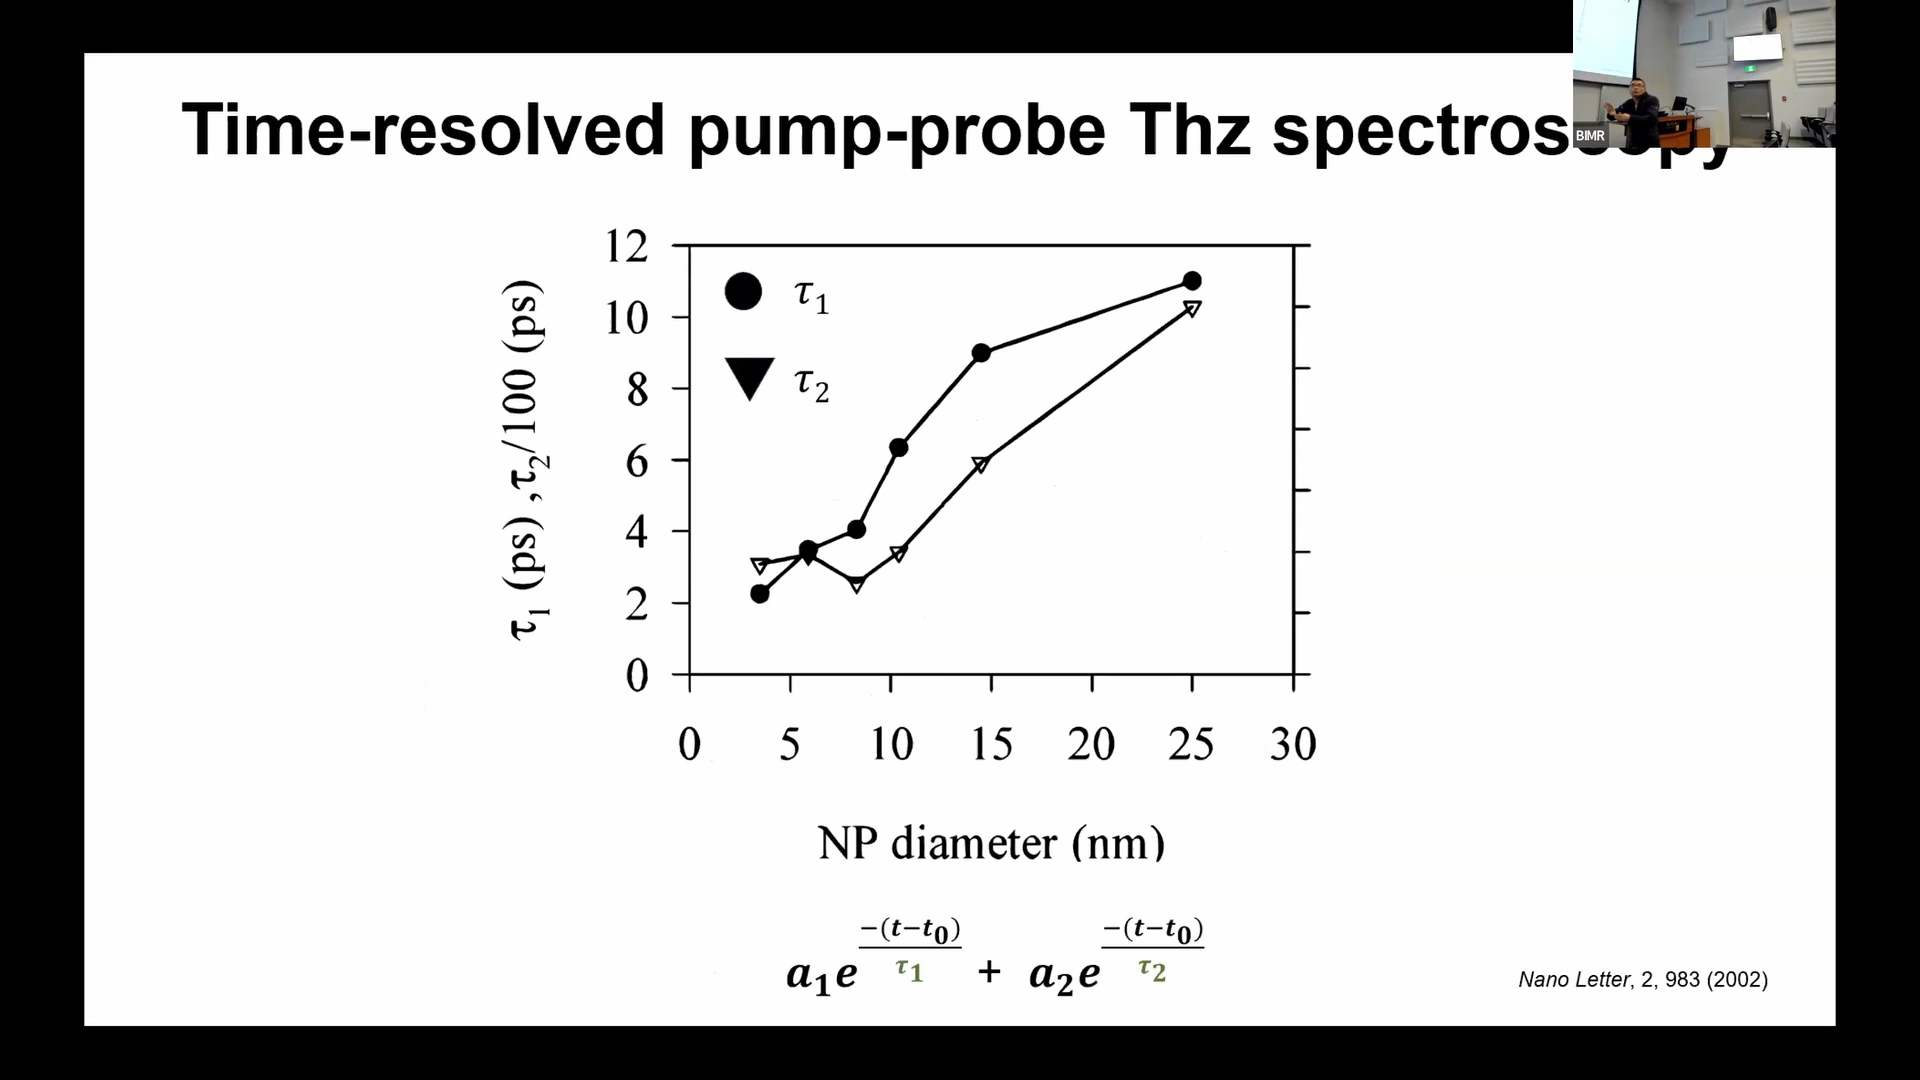 Time-resolved pump-probe Thz spectroscopy
BIMR
12
10
8
6
4
2
0
τ1
τ2
τ1 (ps) ,τ2/100 (ps)
0 5 10 15 20 25 30
NP diameter (nm)
a1e −(t−t0)/τ1 + a2e −(t−t0)/τ2
Nano Letter, 2, 983 (2002)